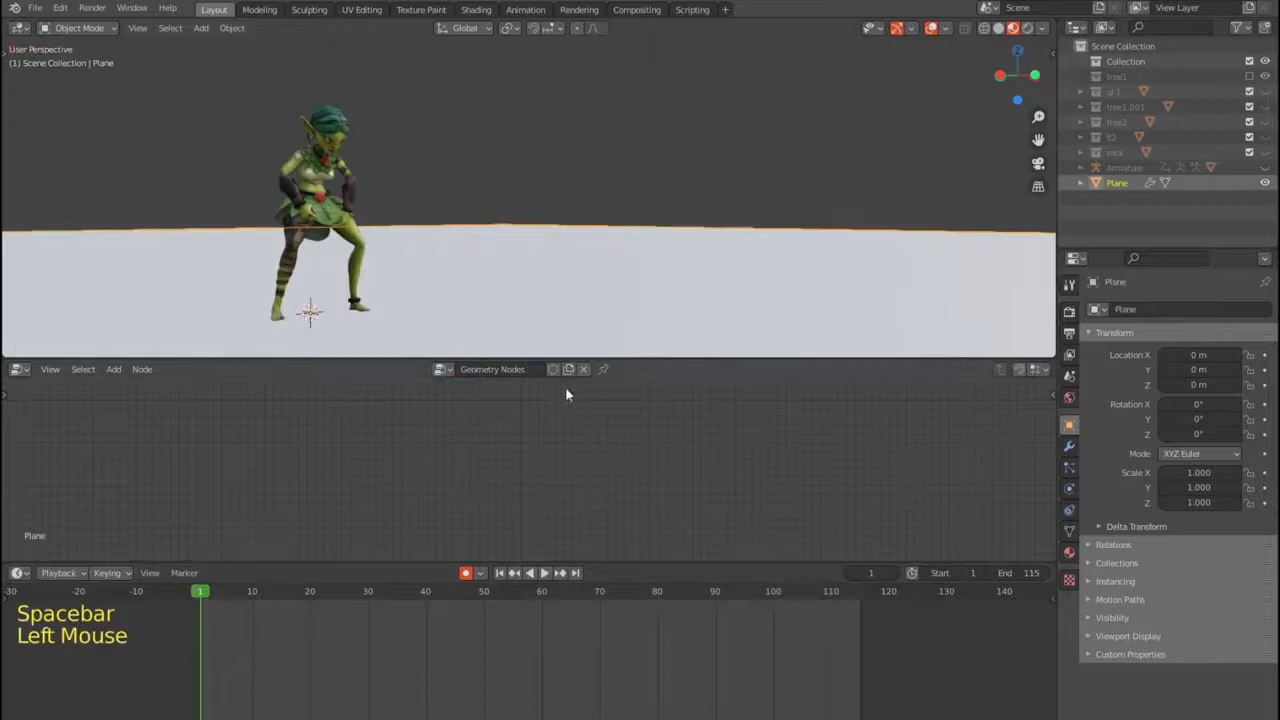 File Edit Render Window Help Layout Modeling Sculpting UV Editing Texture Paint Shading Animation Rendering Compositing Scripting + Scene View Layer
Object Mode View Select Add Object Global
User Perspective
(1) Scene Collection | Plane
Z
Scene Collection
Collection
tree1
tree1.001
tree2
rock
Armature
Plane
Plane
Plane
Transform
Location X 0 m
Y 0 m
Z 0 m
Rotation X 0°
Y 0°
Z 0°
Mode XYZ Euler
Scale X 1.000
Y 1.000
Z 1.000
Delta Transform
Relations
Collections
Instancing
Motion Paths
Visibility
Viewport Display
Custom Properties
View Select Add Node Geometry Nodes
Plane
Playback Keying View Marker 1 Start 1 End 115
-30 -20 -10 1 10 20 30 40 50 60 70 80 90 100 110 120 130 140
Spacebar
Left Mouse